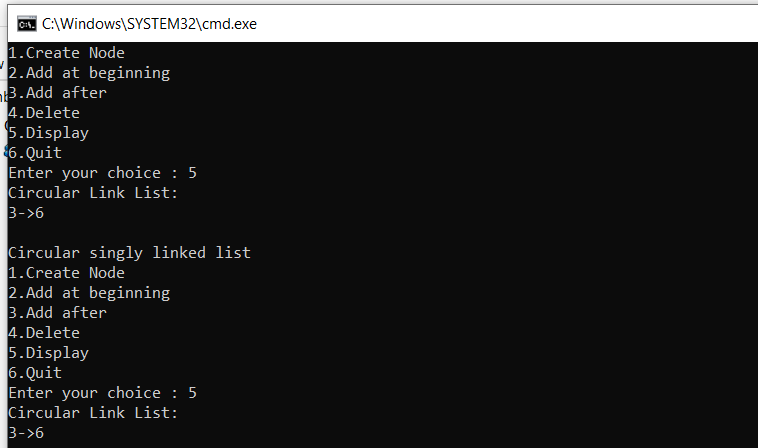 C:\Windows\SYSTEM32\cmd.exe
1.Create Node
2.Add at beginning
3.Add after
4.Delete
5.Display
6.Quit
Enter your choice : 5
Circular Link List:
3->6
Circular singly linked list
1.Create Node
2.Add at beginning
3.Add after
4.Delete
5.Display
6.Quit
Enter your choice : 5
Circular Link List:
3->6